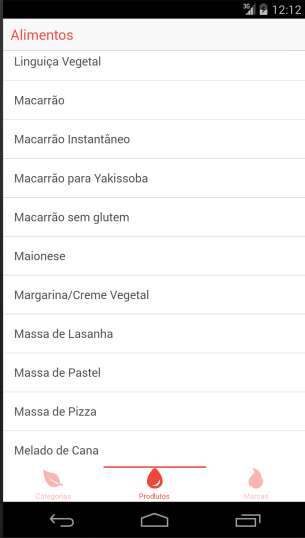 3G 12:12
Alimentos
Linguiça Vegetal
Macarrão
Macarrão Instantâneo
Macarrão para Yakissoba
Macarrão sem glutem
Maionese
Margarina/Creme Vegetal
Massa de Lasanha
Massa de Pastel
Massa de Pizza
Melado de Cana
Categorias Produtos Marcas